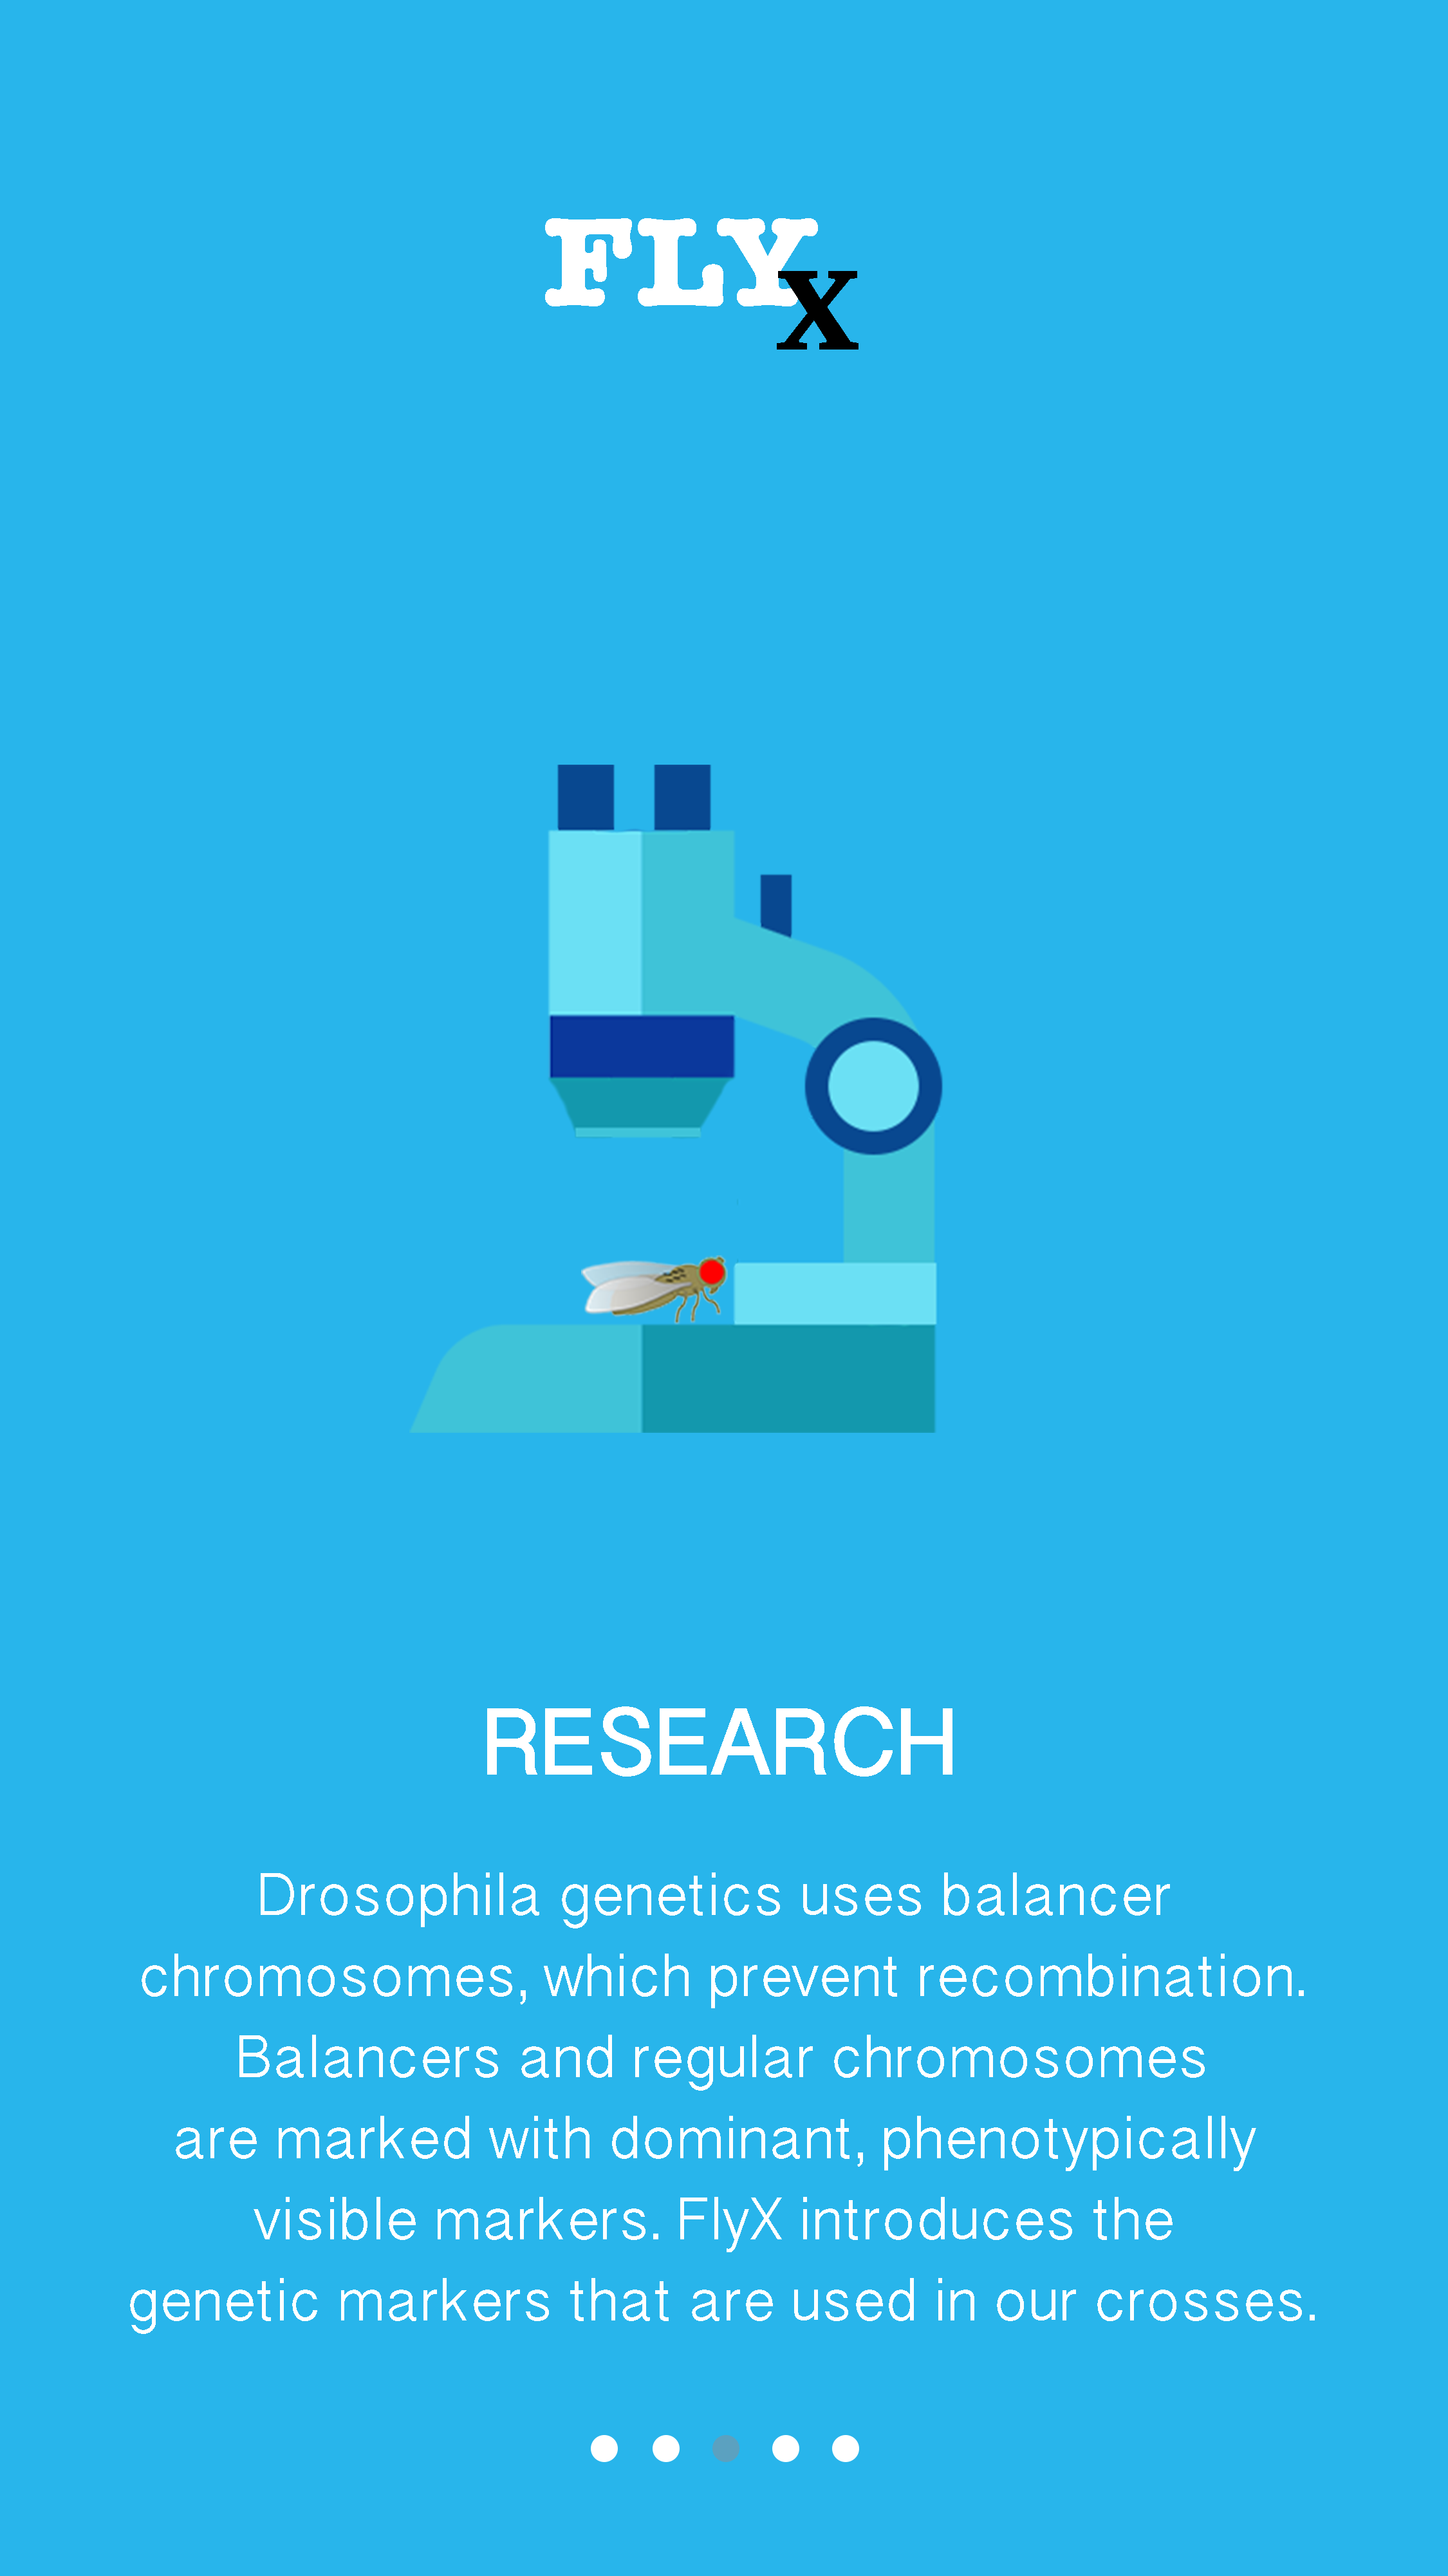 FLYX
RESEARCH
Drosophila genetics uses balancer
chromosomes, which prevent recombination.
Balancers and regular chromosomes
are marked with dominant, phenotypically
visible markers. FlyX introduces the
genetic markers that are used in our crosses.